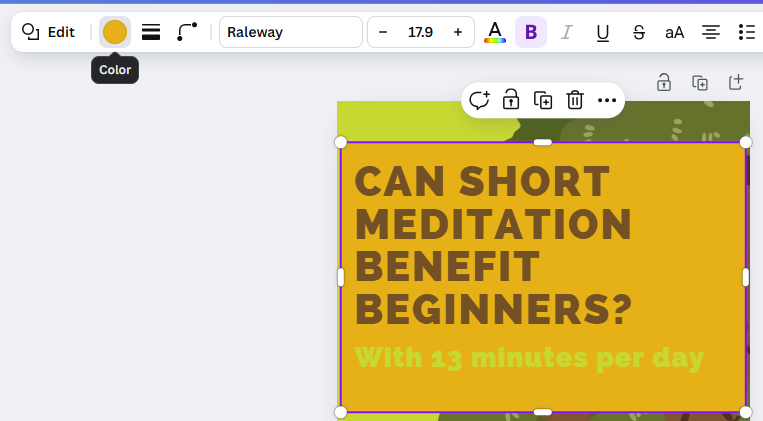 Edit
Raleway
− 17.9 +
A
B
I
U
S
aA
Color
CAN SHORT
MEDITATION
BENEFIT
BEGINNERS?
With 13 minutes per day